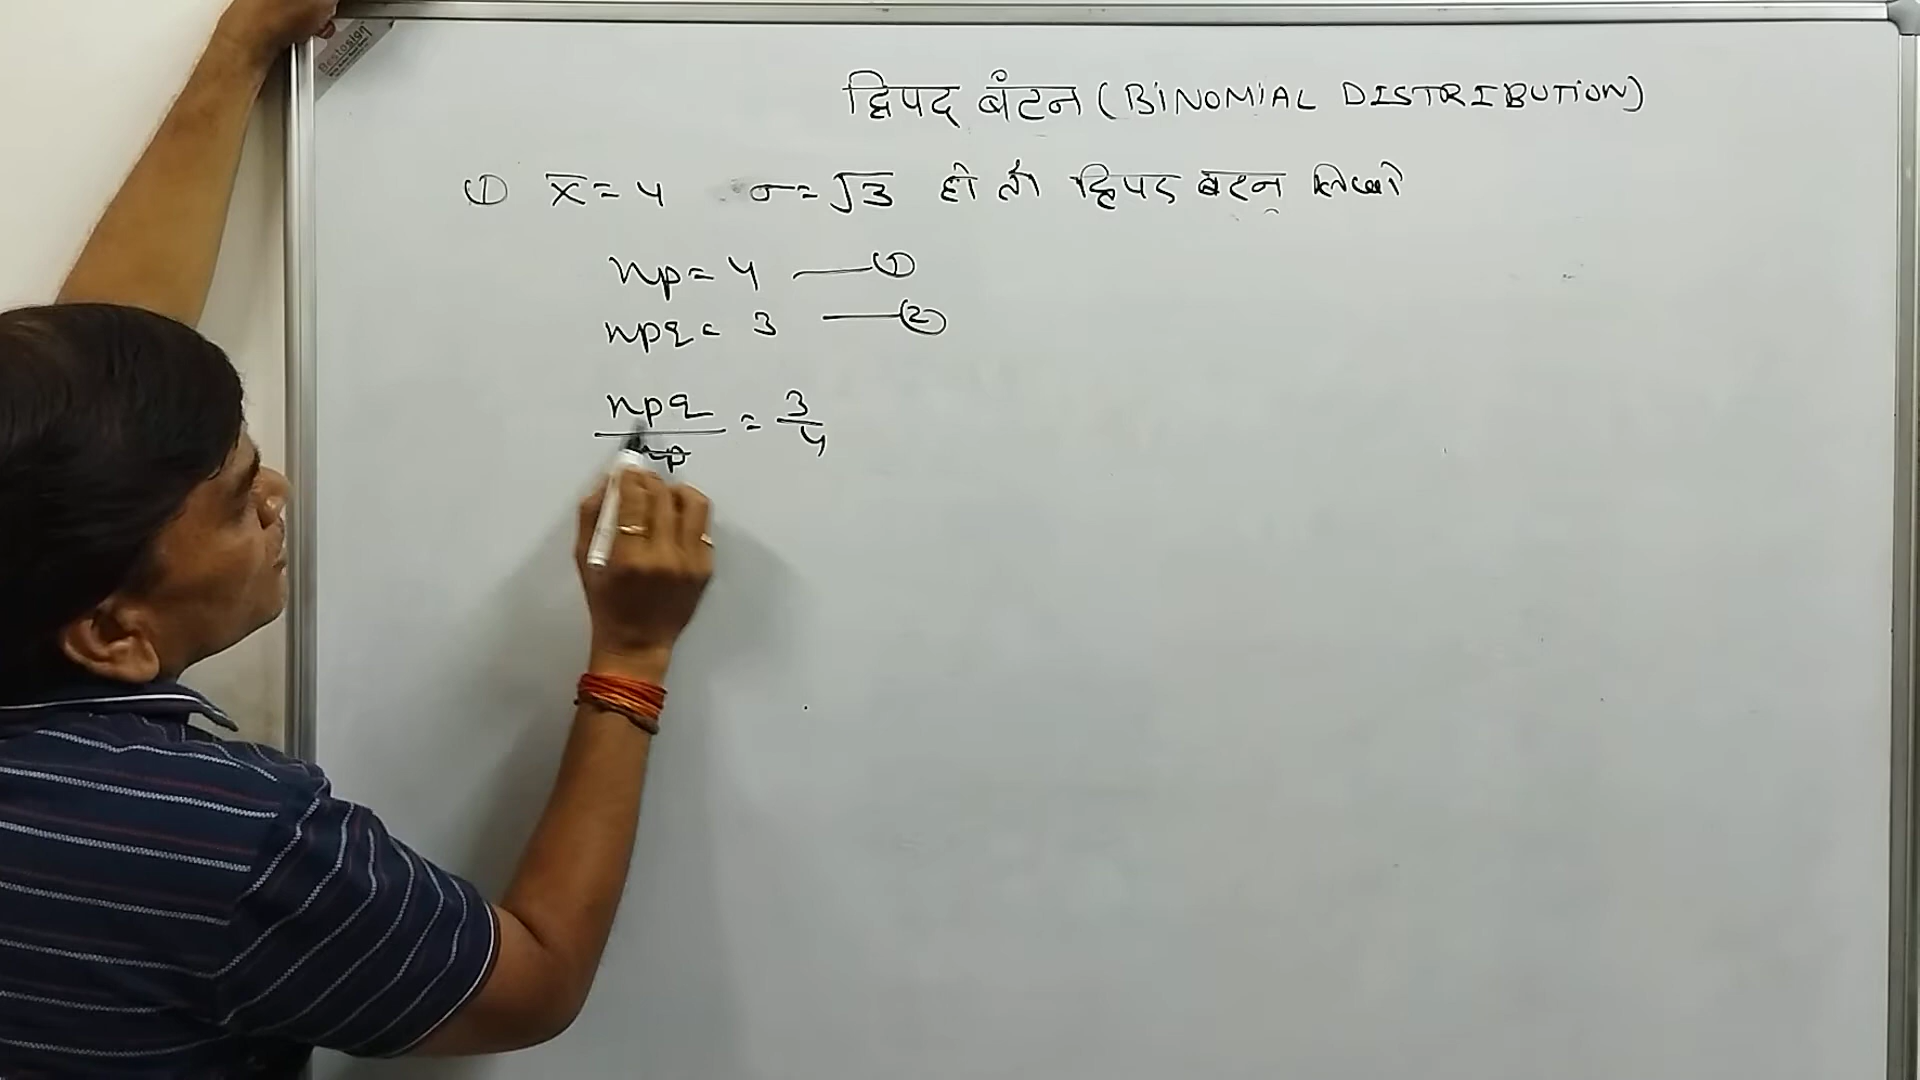 Bestosign
द्विपद बंटन (BINOMIAL DISTRIBUTION)
① x̄ = 4 σ = √3 हो तो द्विपद बंटन लिखो
np = 4 —— ①
npq = 3 —— ②
npq/np = 3/4